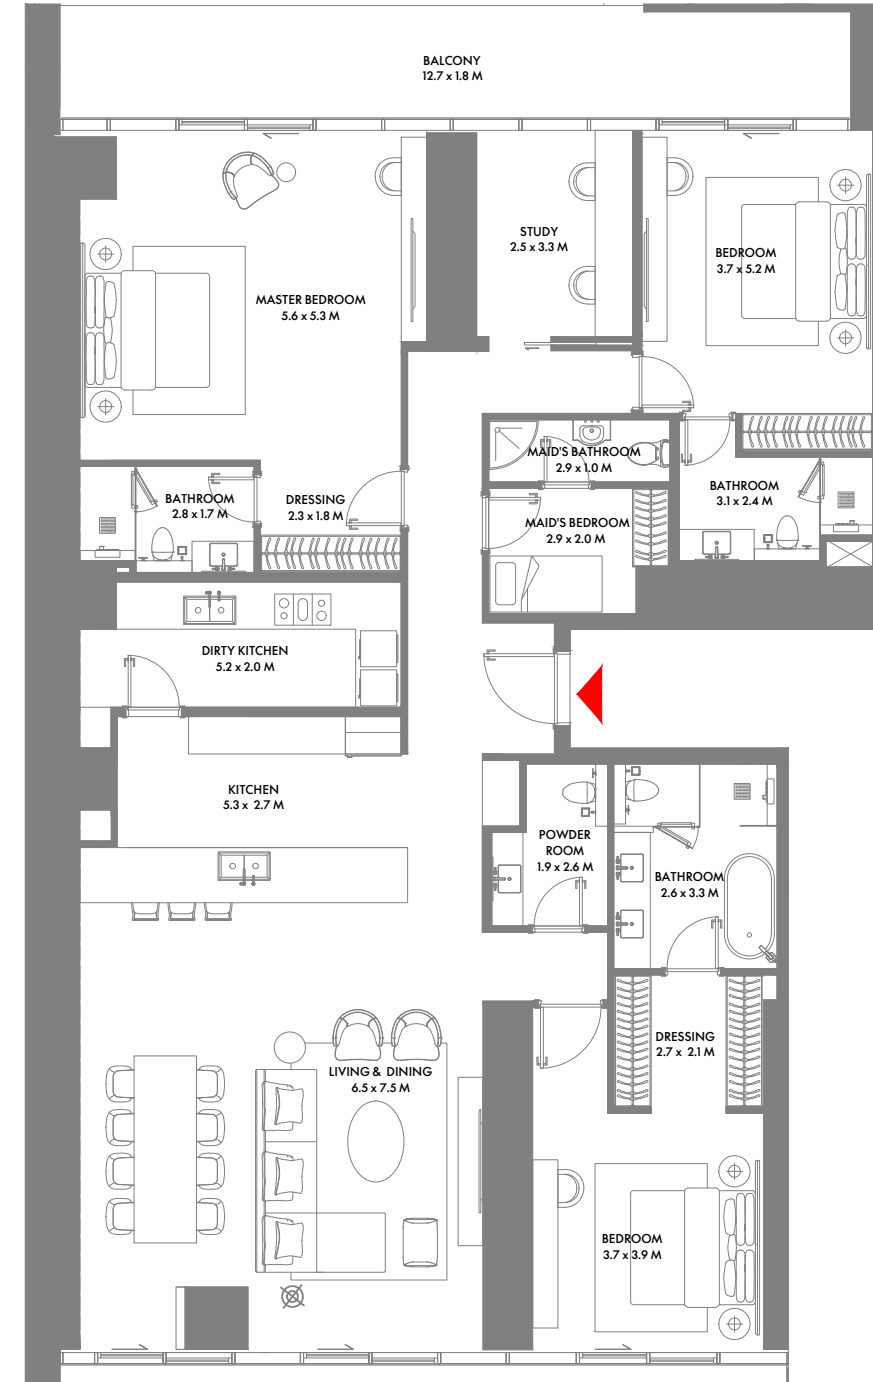 BALCONY
12.7 x 1.8 M
STUDY
2.5 x 3.3 M
BEDROOM
3.7 x 5.2 M
MASTER BEDROOM
5.6 x 5.3 M
MAID'S BATHROOM
2.9 x 1.0 M
BATHROOM
2.8 x 1.7 M
DRESSING
2.3 x 1.8 M
MAID'S BEDROOM
2.9 x 2.0 M
BATHROOM
3.1 x 2.4 M
DIRTY KITCHEN
5.2 x 2.0 M
KITCHEN
5.3 x 2.7 M
POWDER
ROOM
1.9 x 2.6 M
BATHROOM
2.6 x 3.3 M
DRESSING
2.7 x 2.1 M
LIVING & DINING
6.5 x 7.5 M
BEDROOM
3.7 x 3.9 M